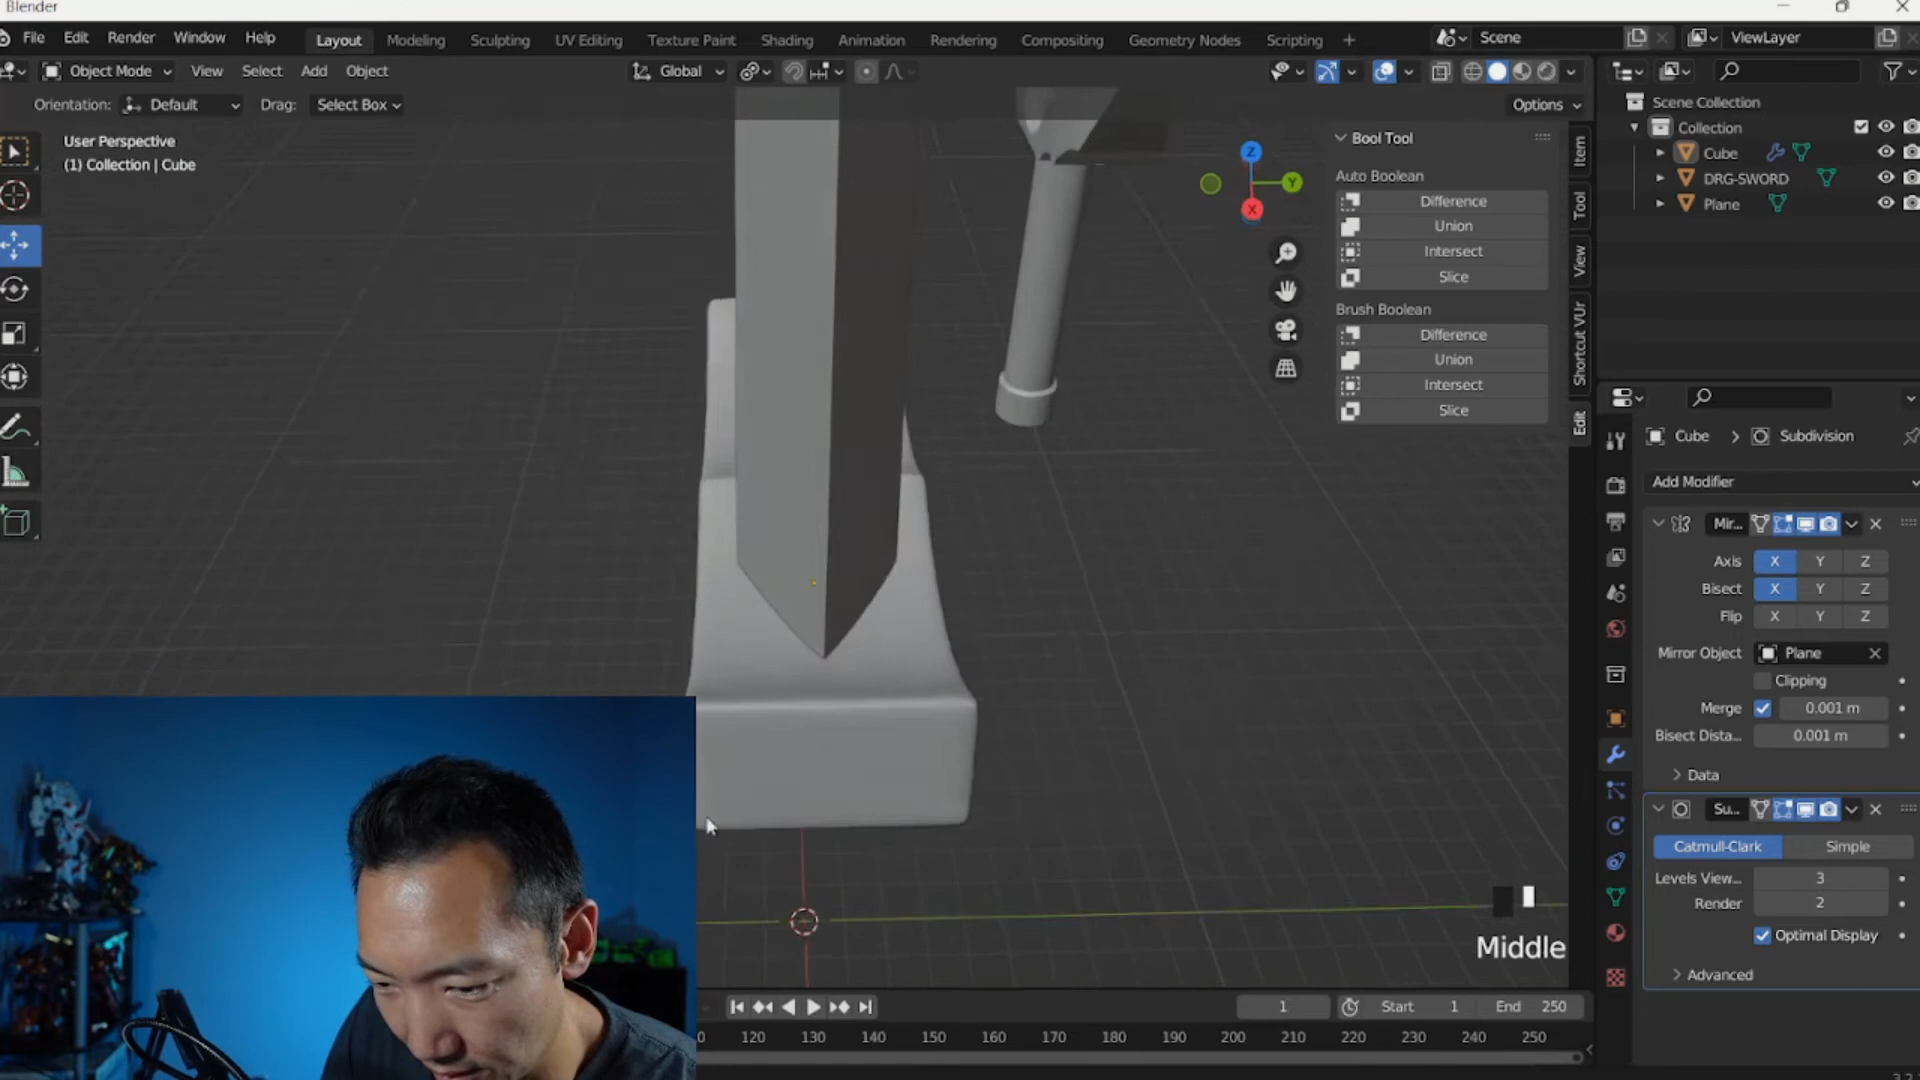 Blender
File Edit Render Window Help Layout Modeling Sculpting UV Editing Texture Paint Shading Animation Rendering Compositing Geometry Nodes Scripting + Scene ViewLayer
Object Mode View Select Add Object Global
Orientation: Default Drag: Select Box Options
User Perspective
(1) Collection | Cube
Z
Y
X
Bool Tool
Auto Boolean
Difference
Union
Intersect
Slice
Brush Boolean
Difference
Union
Intersect
Slice
Item
Tool
View
Shortcut VUr
Edit
Scene Collection
Collection
Cube
DRG-SWORD
Plane
Cube > Subdivision
Add Modifier
Mir...
Axis X Y Z
Bisect X Y Z
Flip X Y Z
Mirror Object Plane
Clipping
Merge 0.001 m
Bisect Dista... 0.001 m
Data
Su...
Catmull-Clark Simple
Levels View... 3
Render 2
Optimal Display
Advanced
Middle
1 Start 1 End 250
0 120 130 140 150 160 170 180 190 200 210 220 230 240 250